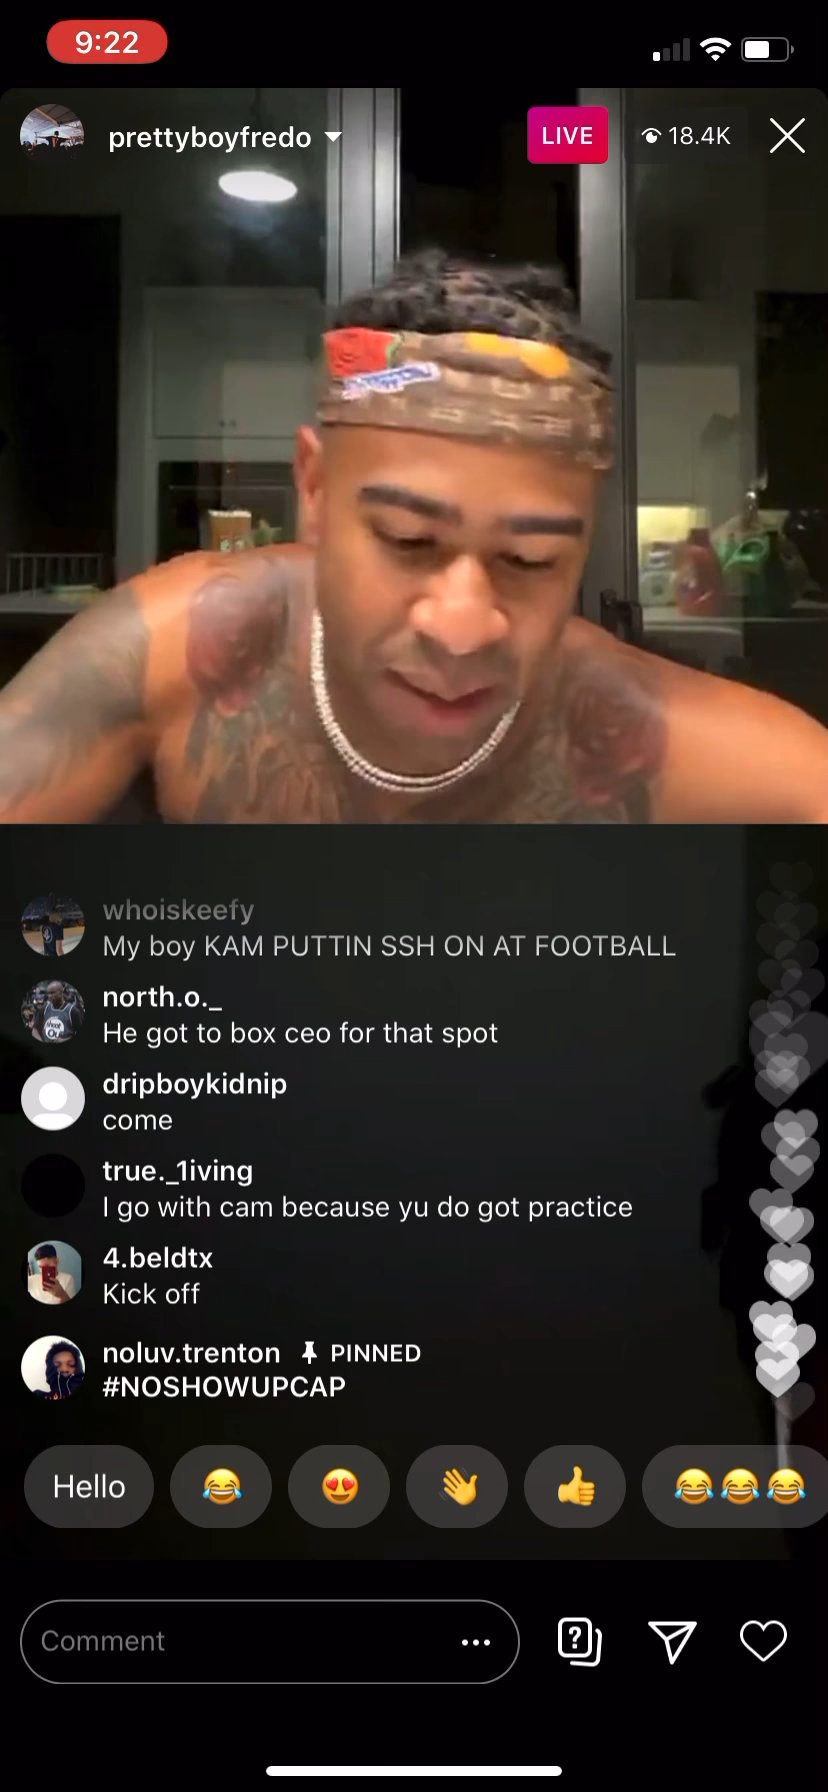 9:22
prettyboyfredo
LIVE
18.4K
whoiskeefy
My boy KAM PUTTIN SSH ON AT FOOTBALL
north.o._
He got to box ceo for that spot
dripboykidnip
come
true._1iving
I go with cam because yu do got practice
4.beldtx
Kick off
noluv.trenton PINNED
#NOSHOWUPCAP
Hello 😂 😍 👋 👍 😂😂😂
Comment